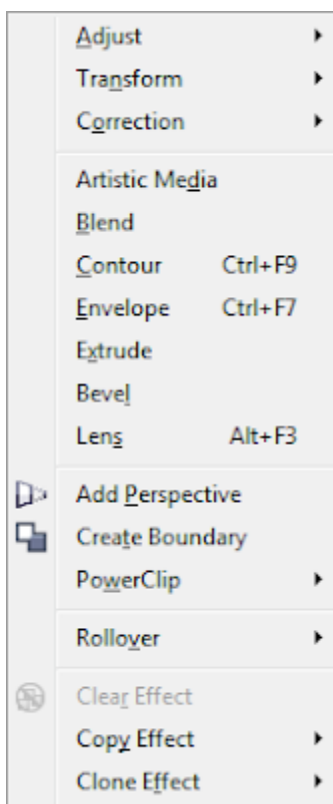 Adjust
Transform
Correction
Artistic Media
Blend
Contour Ctrl+F9
Envelope Ctrl+F7
Extrude
Bevel
Lens Alt+F3
Add Perspective
Create Boundary
PowerClip
Rollover
Clear Effect
Copy Effect
Clone Effect